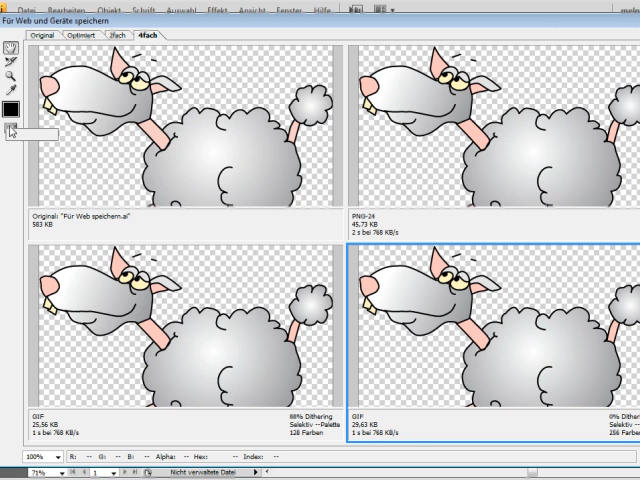 Datei Bearbeiten Objekt Schrift Auswahl Effekt Ansicht Fenster Hilfe Br
Für Web und Geräte speichern
Original Optimiert 2fach 4fach
Original: "Für Web speichern.ai"
583 KB
PNG-24
45,73 KB
2 s bei 768 KB/s
GIF
25,56 KB
1 s bei 768 KB/s
88% Dithering
Selektiv --Palette
128 Farben
GIF
29,63 KB
1 s bei 768 KB/s
0% Dither
Selektiv --Pa
256 Far
100% R: -- G: -- B: -- Alpha: -- Hex: -- Index: --
71% 1 Nicht verwaltete Datei